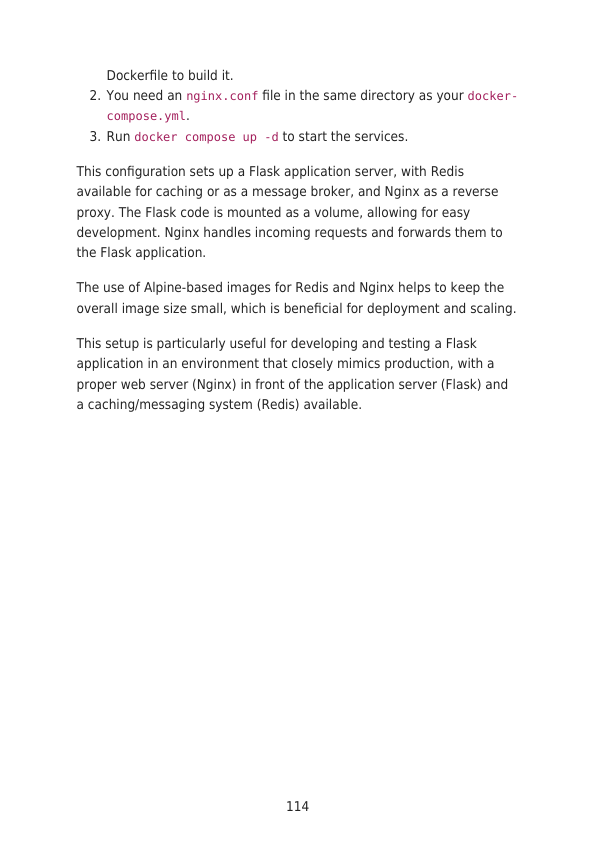 Dockerfile to build it.
2. You need an nginx.conf file in the same directory as your docker-
compose.yml.
3. Run docker compose up -d to start the services.
This configuration sets up a Flask application server, with Redis
available for caching or as a message broker, and Nginx as a reverse
proxy. The Flask code is mounted as a volume, allowing for easy
development. Nginx handles incoming requests and forwards them to
the Flask application.
The use of Alpine-based images for Redis and Nginx helps to keep the
overall image size small, which is beneficial for deployment and scaling.
This setup is particularly useful for developing and testing a Flask
application in an environment that closely mimics production, with a
proper web server (Nginx) in front of the application server (Flask) and
a caching/messaging system (Redis) available.
114